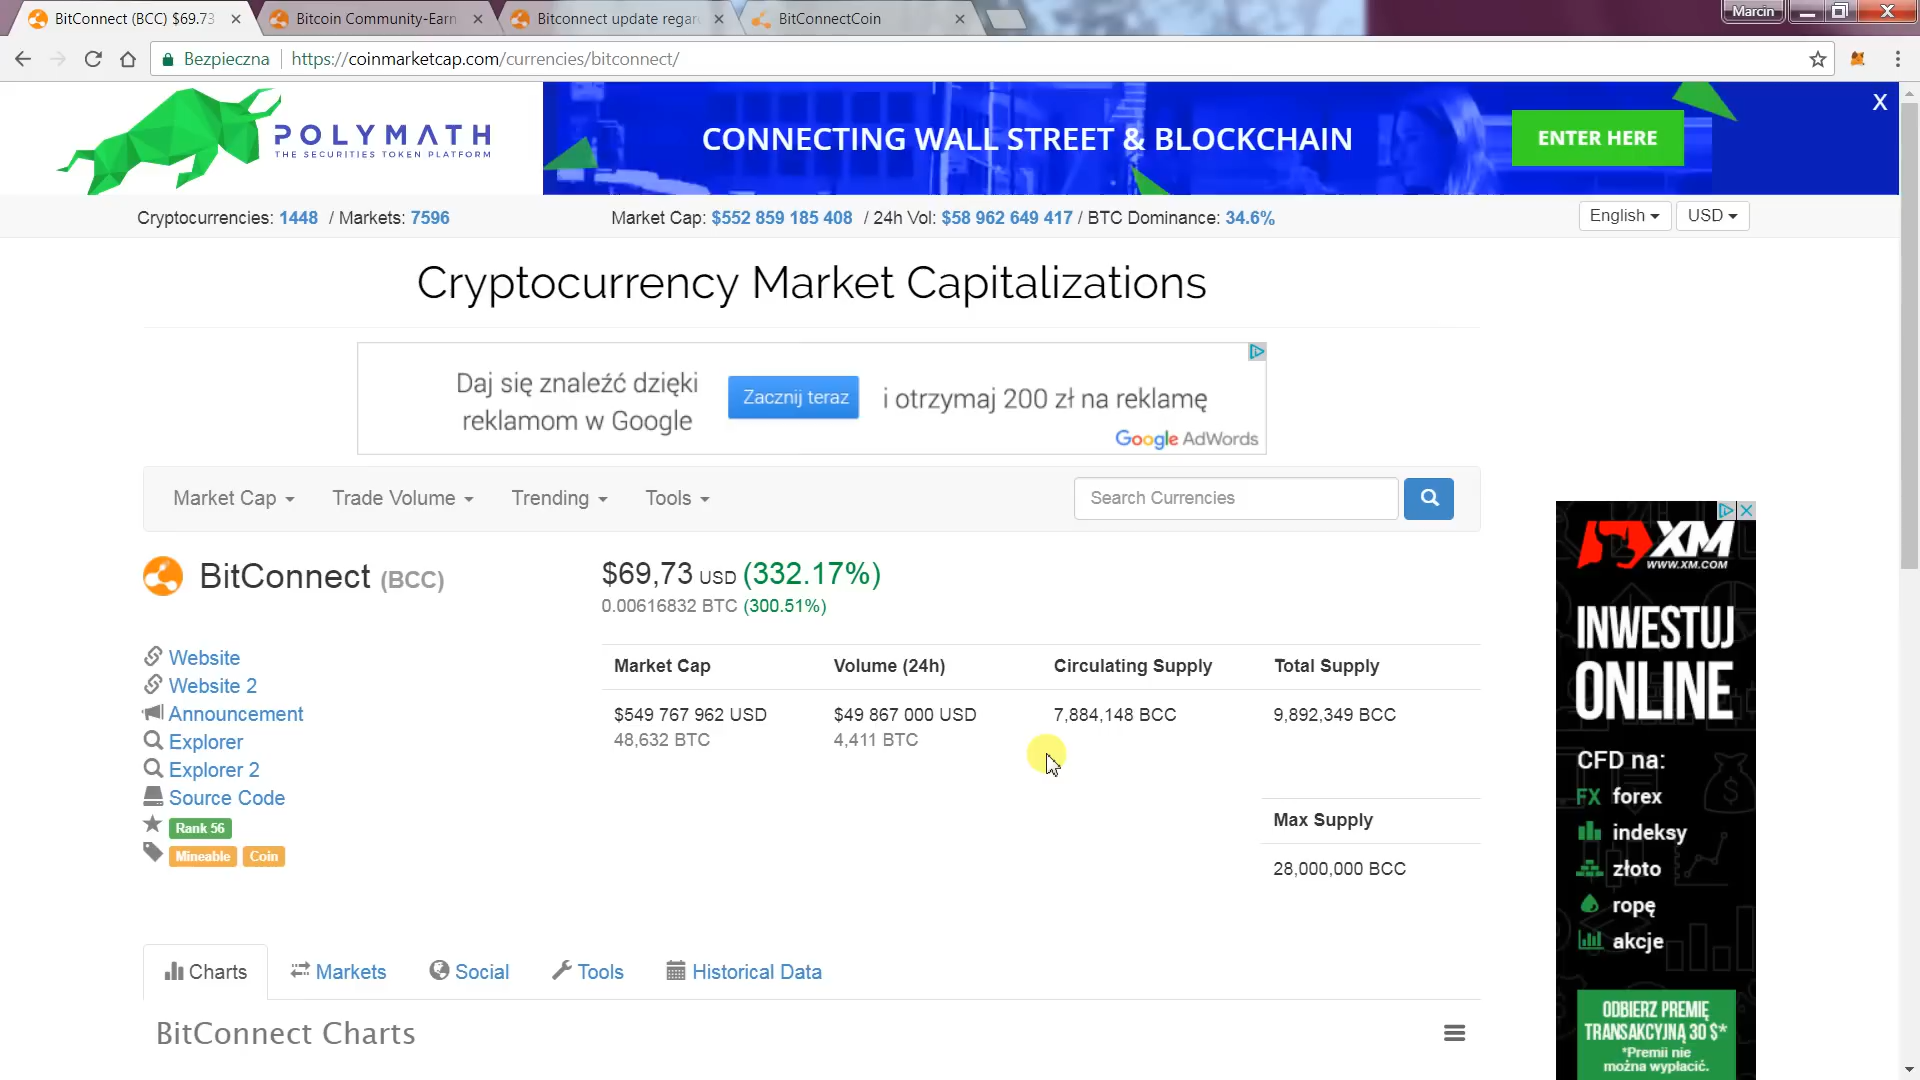 BitConnect (BCC) $69.73
Bitcoin Community-Earn
Bitconnect update regar
BitConnectCoin
Marcin
Bezpieczna
https://coinmarketcap.com/currencies/bitconnect/
POLYMATH
THE SECURITIES TOKEN PLATFORM
CONNECTING WALL STREET & BLOCKCHAIN
ENTER HERE
X
Cryptocurrencies: 1448 / Markets: 7596
Market Cap: $552 859 185 408 / 24h Vol: $58 962 649 417 / BTC Dominance: 34.6%
English
USD
Cryptocurrency Market Capitalizations
Daj się znaleźć dzięki
reklamom w Google
Zacznij teraz
i otrzymaj 200 zł na reklamę
Google AdWords
Market Cap
Trade Volume
Trending
Tools
Search Currencies
BitConnect (BCC)
$69,73 USD (332.17%)
0.00616832 BTC (300.51%)
Website
Website 2
Announcement
Explorer
Explorer 2
Source Code
Rank 56
Mineable Coin
Market Cap
Volume (24h)
Circulating Supply
Total Supply
$549 767 962 USD
$49 867 000 USD
7,884,148 BCC
9,892,349 BCC
48,632 BTC
4,411 BTC
Max Supply
28,000,000 BCC
Charts
Markets
Social
Tools
Historical Data
BitConnect Charts
XM
WWW.XM.COM
INWESTUJ
ONLINE
CFD na:
FX forex
indeksy
złoto
ropę
akcje
ODBIERZ PREMIĘ
TRANSAKCYJNĄ 30 $*
*Premii nie
można wypłacić.